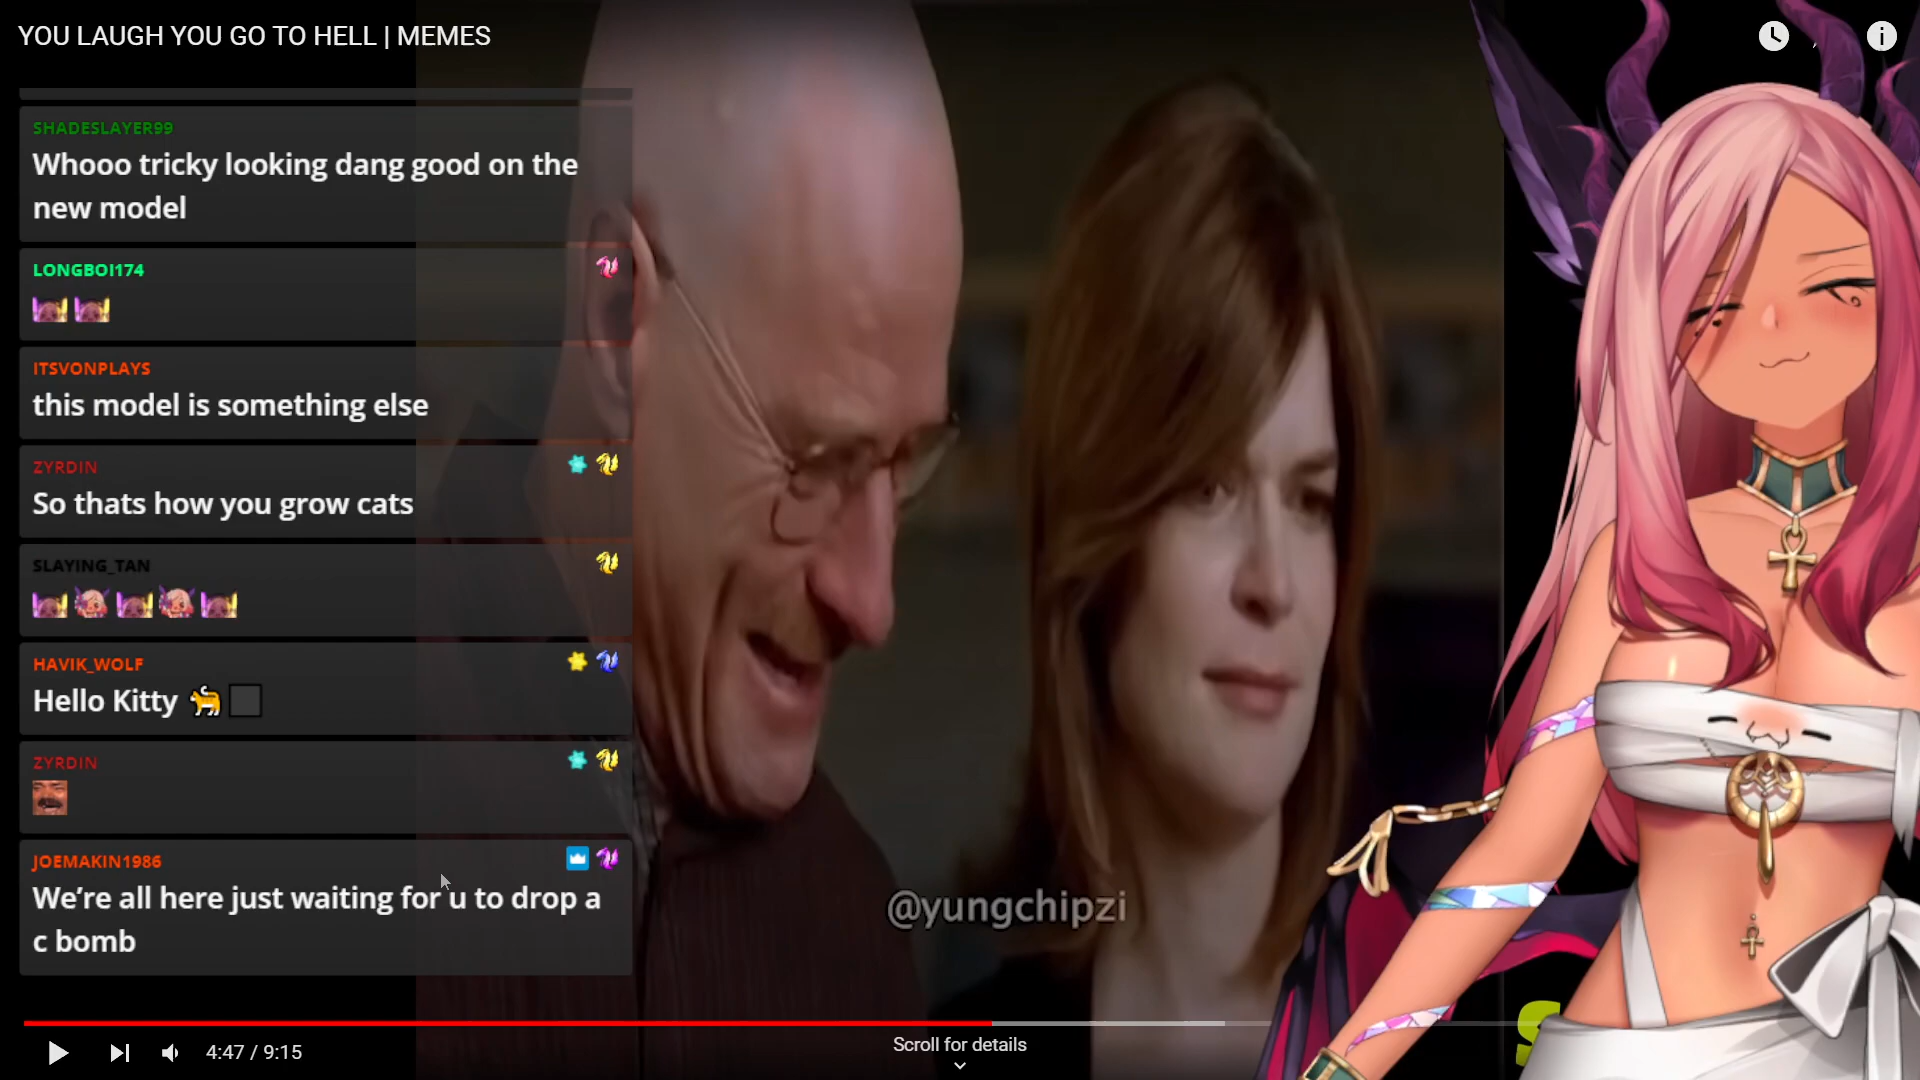 YOU LAUGH YOU GO TO HELL | MEMES
SHADESLAYER99
Whooo tricky looking dang good on the
new model
LONGBOI174
ITSVONPLAYS
this model is something else
ZYRDIN
So thats how you grow cats
SLAYING_TAN
HAVIK_WOLF
Hello Kitty
ZYRDIN
JOEMAKIN1986
We’re all here just waiting for u to drop a
c bomb
@yungchipzi
S
4:47 / 9:15
Scroll for details